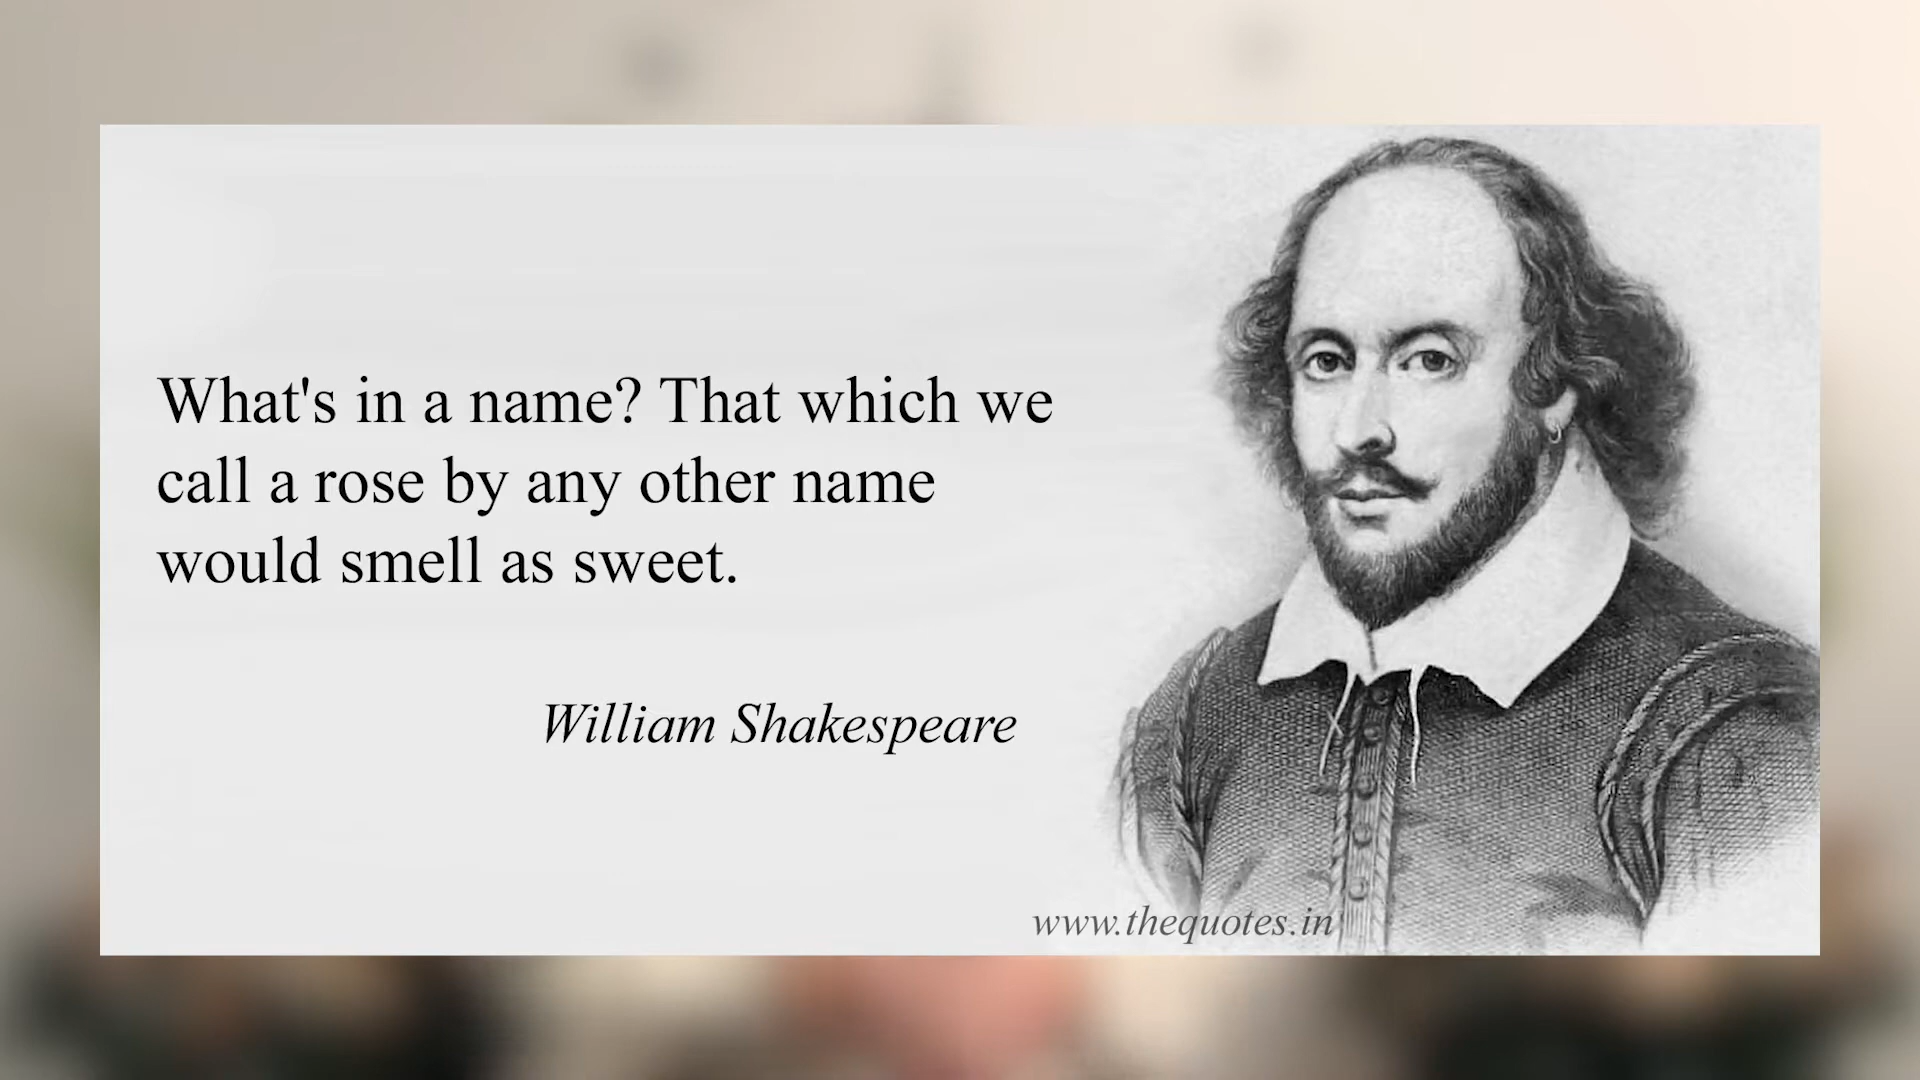 What's in a name? That which we
call a rose by any other name
would smell as sweet.
William Shakespeare
www.thequotes.in